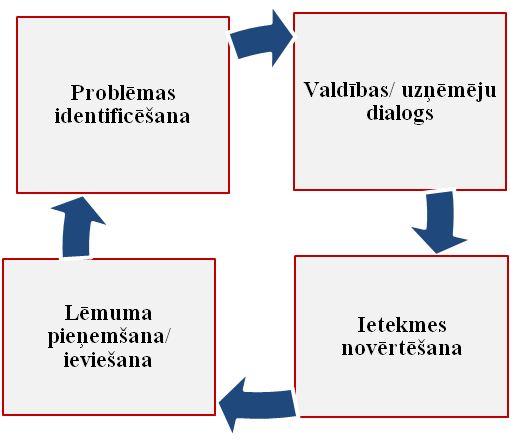 Problēmas
identificēšana
Valdības/ uzņēmēju
dialogs
Ietekmes
novērtēšana
Lēmuma
pieņemšana/
ieviešana